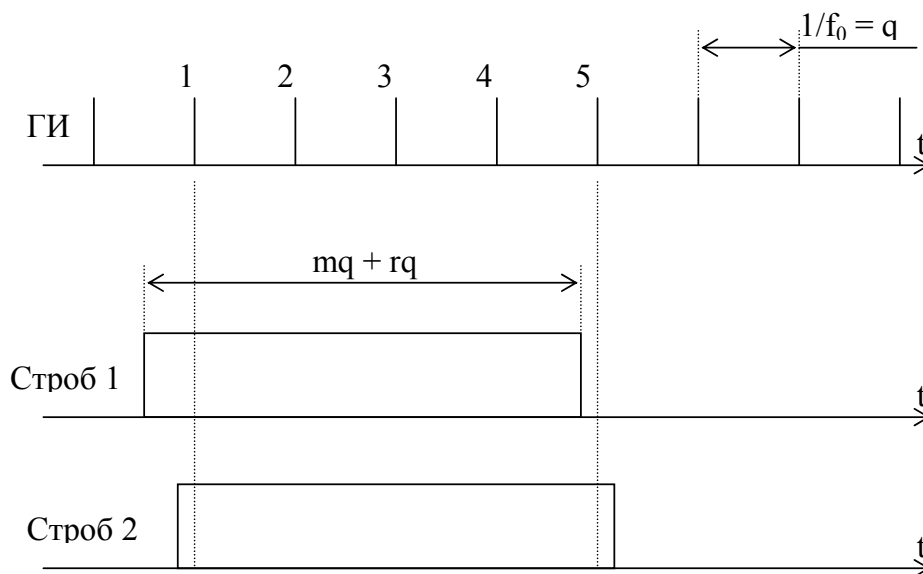 1/f₀ = q
1 2 3 4 5
ГИ
t
mq + rq
Строб 1
t
Строб 2
t